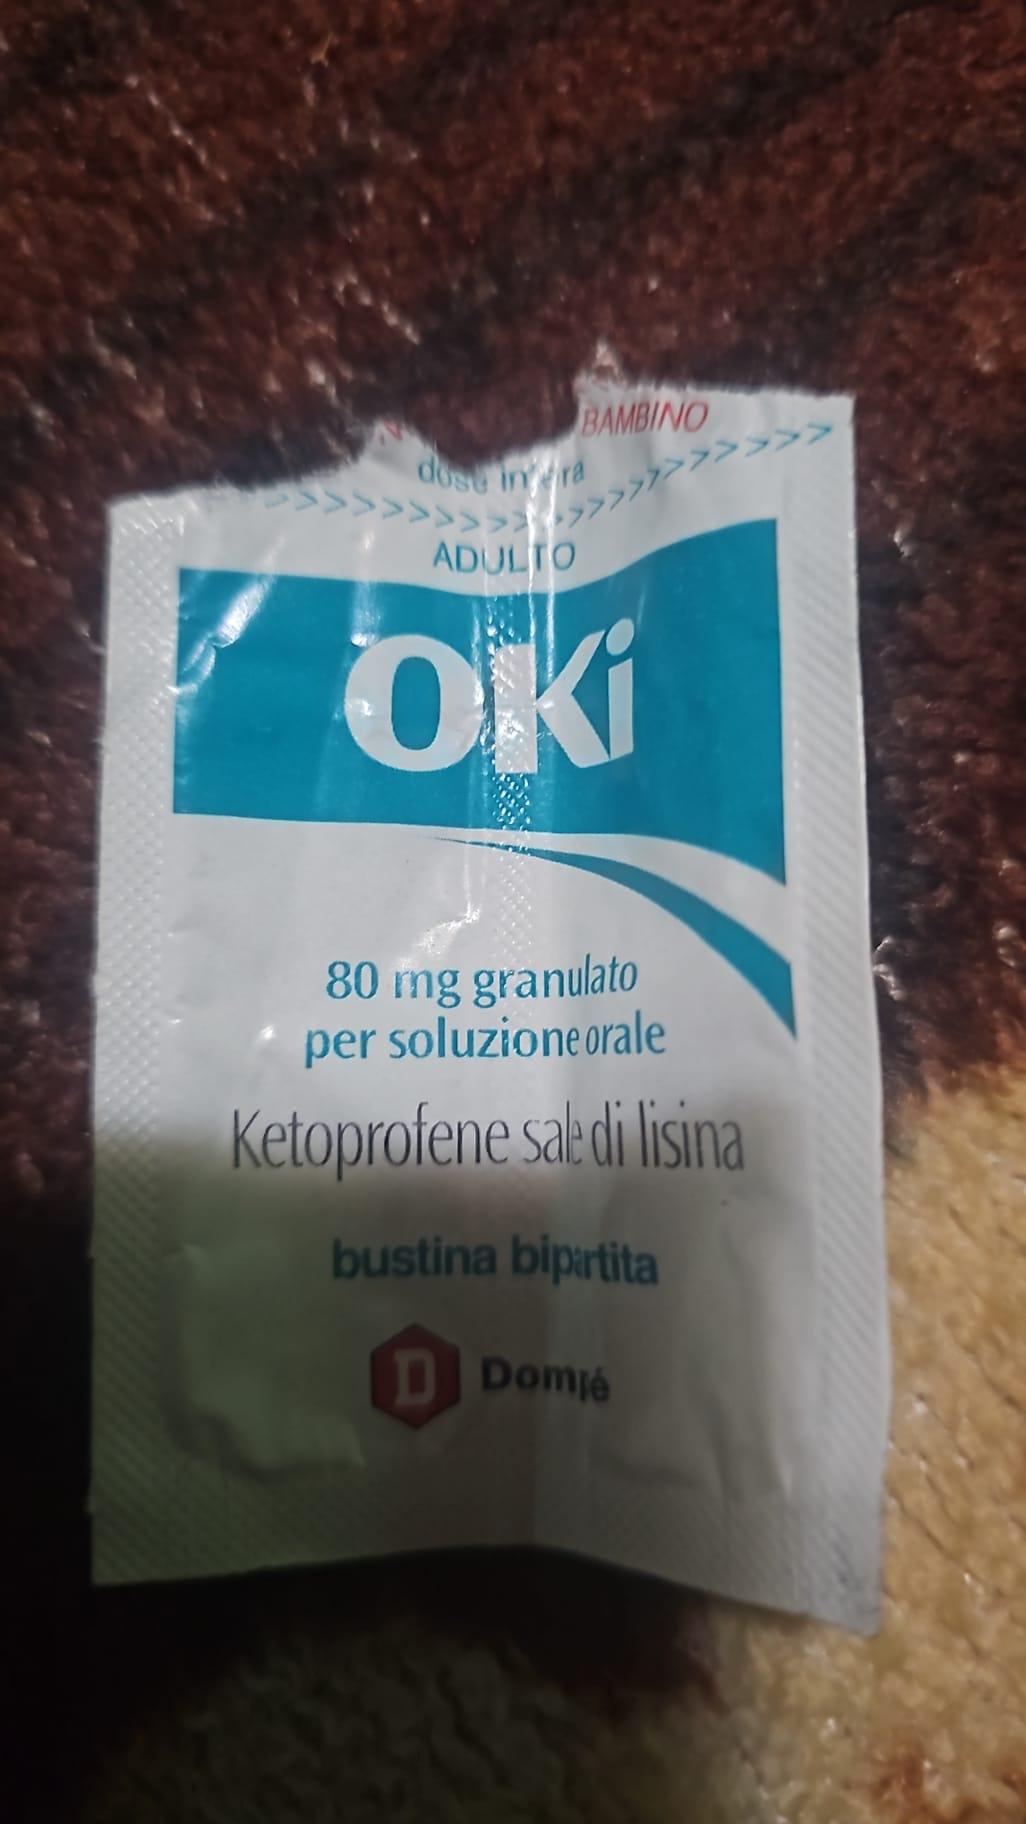 BAMBINO
dose intera
ADULTO
OKi
80 mg granulato
per soluzione orale
Ketoprofene sale di lisina
bustina bipartita
D Dompé